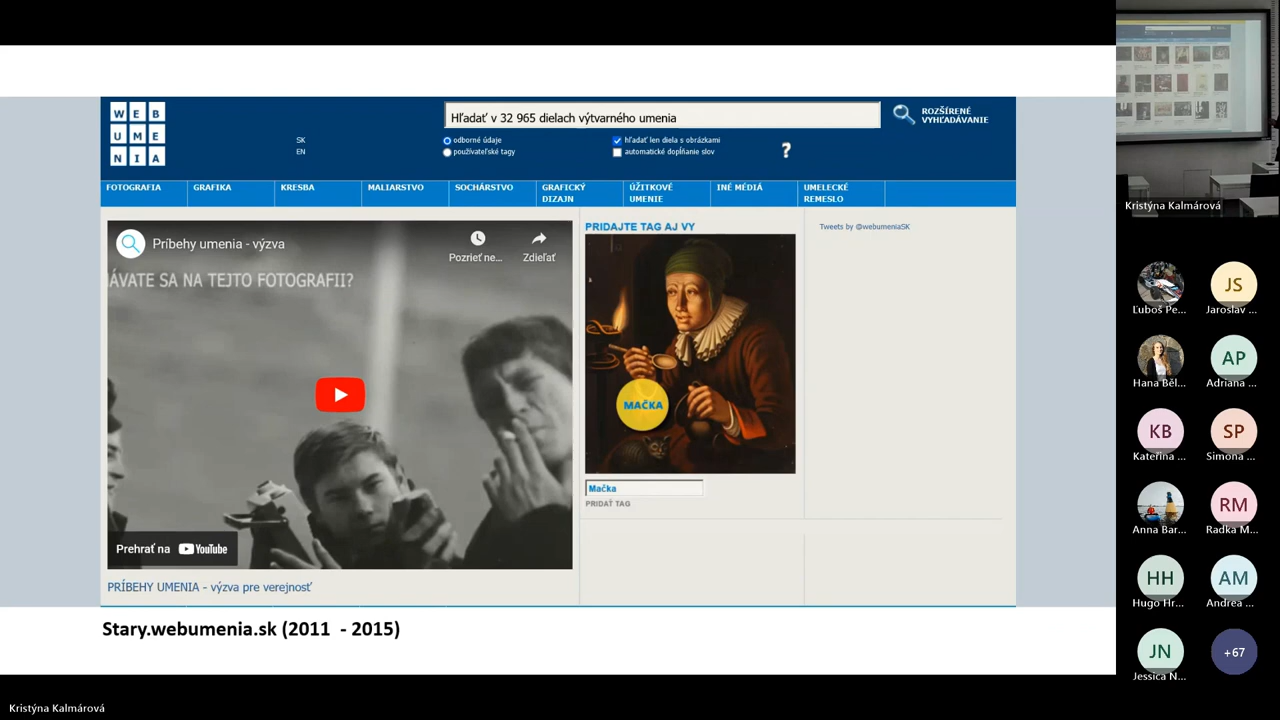 WEB
UME
NIA
SK
EN
Hľadať v 32 965 dielach výtvarného umenia
odborné údaje
používateľské tagy
hľadať len diela s obrázkami
automatické dopĺňanie slov
?
ROZŠÍRENÉ
VYHĽADÁVANIE
FOTOGRAFIA
GRAFIKA
KRESBA
MALIARSTVO
SOCHÁRSTVO
GRAFICKÝ
DIZAJN
ÚŽITKOVÉ
UMENIE
INÉ MÉDIÁ
UMELECKÉ
REMESLO
Príbehy umenia - výzva
Pozrieť ne...
Zdieľať
ÁVATE SA NA TEJTO FOTOGRAFII?
Prehrať na YouTube
PRÍBEHY UMENIA - výzva pre verejnosť
PRIDAJTE TAG AJ VY
MAČKA
Mačka
PRIDAŤ TAG
Tweets by @webumeniaSK
Stary.webumenia.sk (2011 - 2015)
Kristýna Kalmárová
Kristýna Kalmárová
Ľuboš Pe...
JS
Jaroslav ...
Hana Běl...
AP
Adriana ...
KB
Kateřina ...
SP
Simona ...
Anna Bar...
RM
Radka M...
HH
Hugo Hr...
AM
Andrea ...
JN
Jessica N...
+67